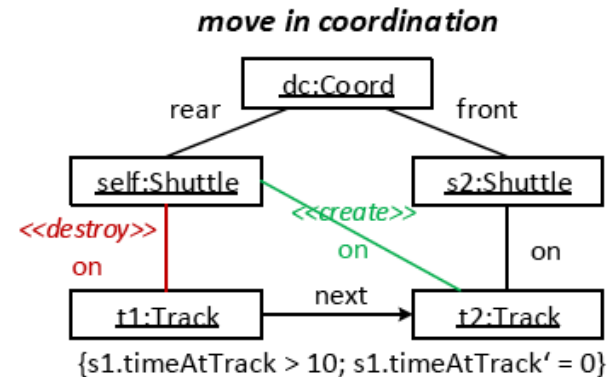 move in coordination
dc:Coord
rear
front
self:Shuttle
s2:Shuttle
<<destroy>>
on
<<create>>
on
on
next
t1:Track
t2:Track
{s1.timeAtTrack > 10; s1.timeAtTrack‘ = 0}